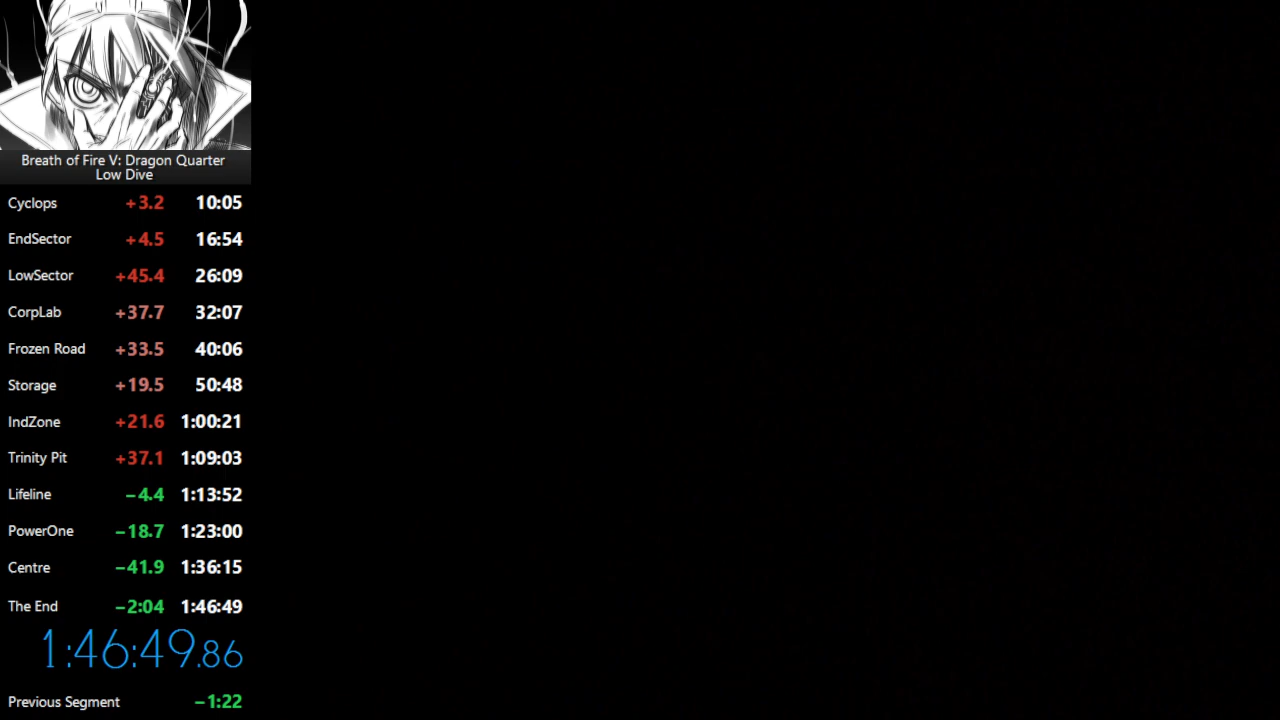 Breath of Fire V: Dragon Quarter
Low Dive
Cyclops +3.2 10:05
EndSector +4.5 16:54
LowSector +45.4 26:09
CorpLab +37.7 32:07
Frozen Road +33.5 40:06
Storage +19.5 50:48
IndZone +21.6 1:00:21
Trinity Pit +37.1 1:09:03
Lifeline −4.4 1:13:52
PowerOne −18.7 1:23:00
Centre −41.9 1:36:15
The End −2:04 1:46:49
1:46:49.86
Previous Segment −1:22